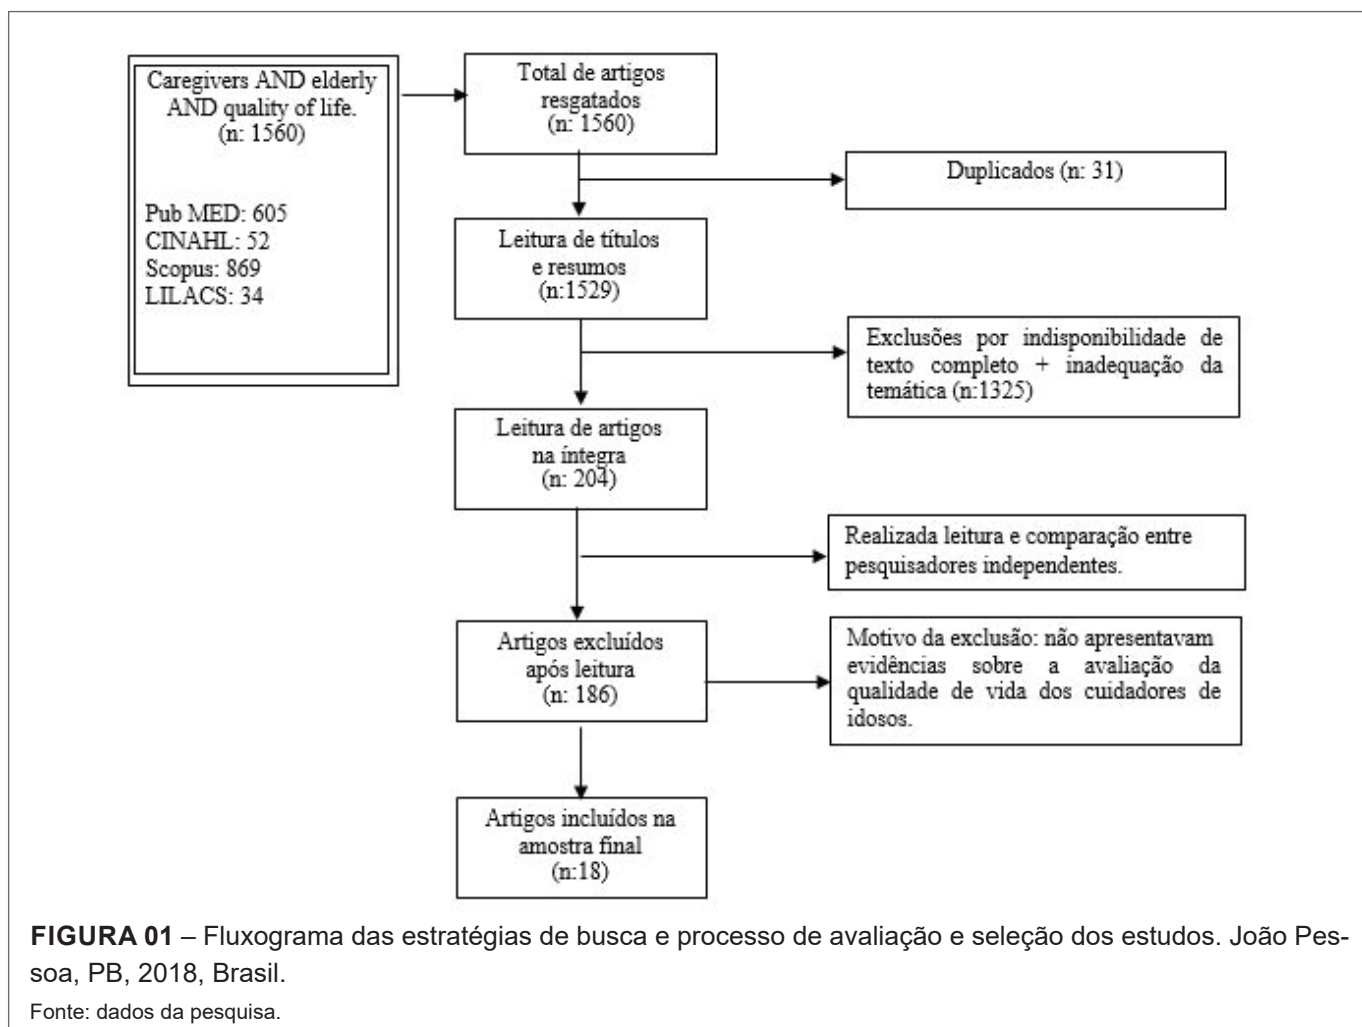 Caregivers AND elderly
AND quality of life.
(n: 1560)
Pub MED: 605
CINAHL: 52
Scopus: 869
LILACS: 34
Total de artigos
resgatados
(n: 1560)
Duplicados (n: 31)
Leitura de títulos
e resumos
(n:1529)
Exclusões por indisponibilidade de
texto completo + inadequação da
temática (n:1325)
Leitura de artigos
na íntegra
(n: 204)
Realizada leitura e comparação entre
pesquisadores independentes.
Artigos excluídos
após leitura
(n: 186)
Motivo da exclusão: não apresentavam
evidências sobre a avaliação da
qualidade de vida dos cuidadores de
idosos.
Artigos incluídos na
amostra final
(n:18)
FIGURA 01 – Fluxograma das estratégias de busca e processo de avaliação e seleção dos estudos. João Pes-
soa, PB, 2018, Brasil.
Fonte: dados da pesquisa.